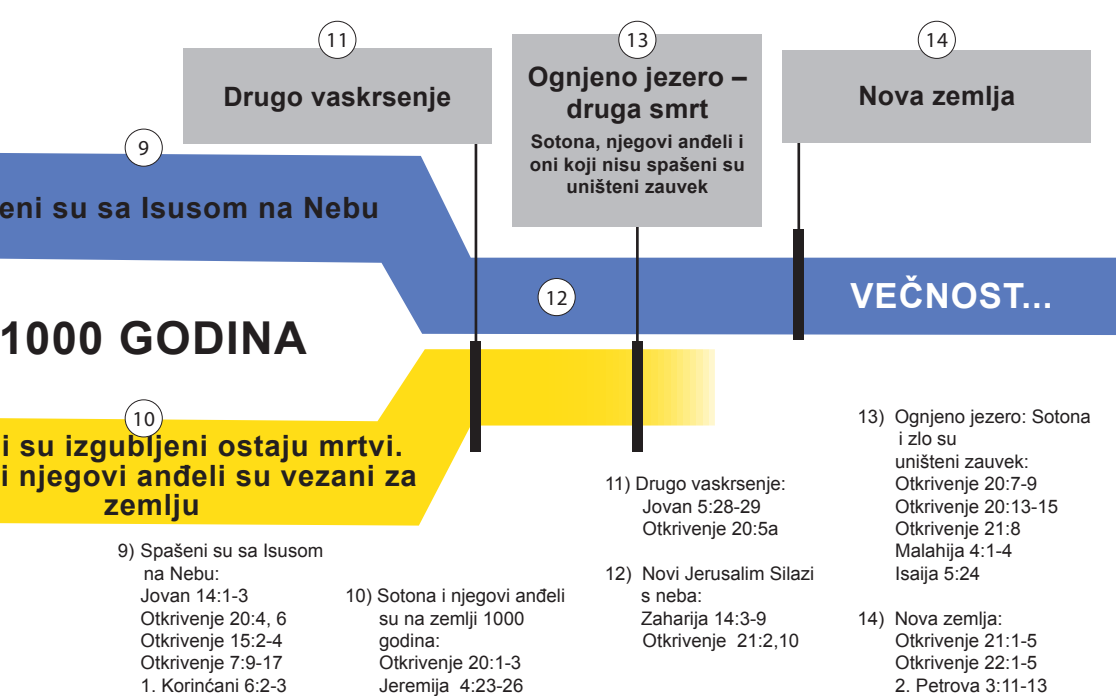 11
Drugo vaskrsenje
13
Ognjeno jezero –
druga smrt
Sotona, njegovi anđeli i
oni koji nisu spašeni su
uništeni zauvek
14
Nova zemlja
9
su sa Isusom na Nebu
12
VEČNOST...
1000 GODINA
10
su izgubljeni ostaju mrtvi.
i njegovi anđeli su vezani za
zemlju
9) Spašeni su sa Isusom
na Nebu:
Jovan 14:1-3
Otkrivenje 20:4, 6
Otkrivenje 15:2-4
Otkrivenje 7:9-17
1. Korinćani 6:2-3
10) Sotona i njegovi anđeli
su na zemlji 1000
godina:
Otkrivenje 20:1-3
Jeremija 4:23-26
11) Drugo vaskrsenje:
Jovan 5:28-29
Otkrivenje 20:5a
12) Novi Jerusalim Silazi
s neba:
Zaharija 14:3-9
Otkrivenje 21:2,10
13) Ognjeno jezero: Sotona
i zlo su
uništeni zauvek:
Otkrivenje 20:7-9
Otkrivenje 20:13-15
Otkrivenje 21:8
Malahija 4:1-4
Isaija 5:24
14) Nova zemlja:
Otkrivenje 21:1-5
Otkrivenje 22:1-5
2. Petrova 3:11-13